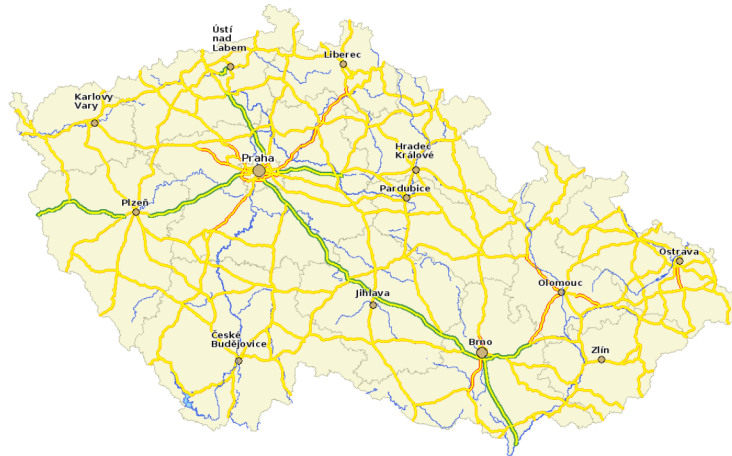 Ústí
nad
Labem
Liberec
Karlovy
Vary
Hradec
Králové
Praha
Pardubice
Plzeň
Ostrava
Olomouc
Jihlava
České
Budějovice
Brno
Zlín